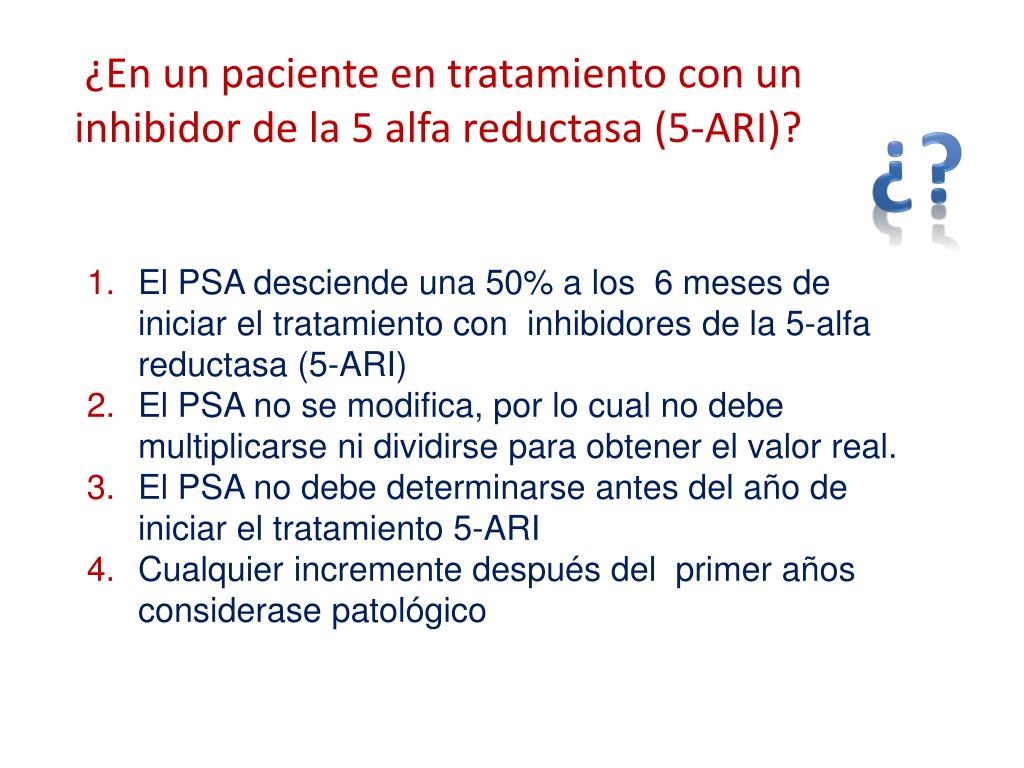 ¿En un paciente en tratamiento con un
inhibidor de la 5 alfa reductasa (5-ARI)?
¿?
1. El PSA desciende una 50% a los 6 meses de
iniciar el tratamiento con inhibidores de la 5-alfa
reductasa (5-ARI)
2. El PSA no se modifica, por lo cual no debe
multiplicarse ni dividirse para obtener el valor real.
3. El PSA no debe determinarse antes del año de
iniciar el tratamiento 5-ARI
4. Cualquier incremente después del primer años
considerase patológico